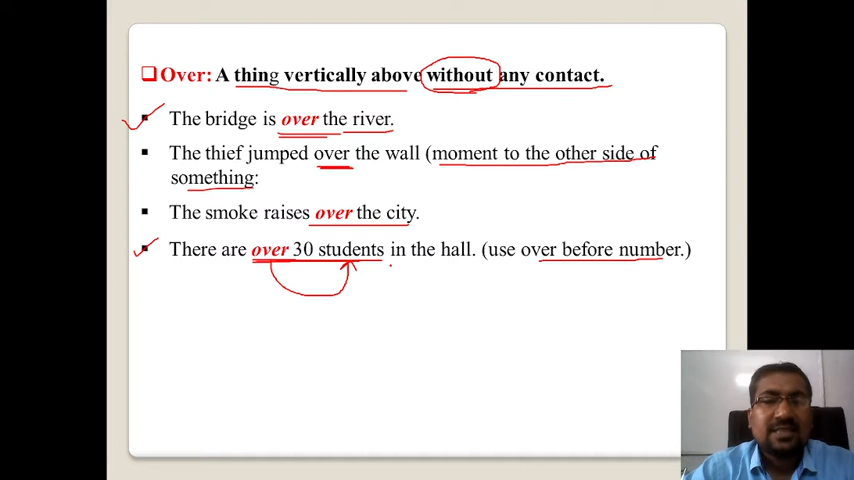 Over: A thing vertically above without any contact.
The bridge is over the river.
The thief jumped over the wall (moment to the other side of
something:
The smoke raises over the city.
There are over 30 students in the hall. (use over before number.)